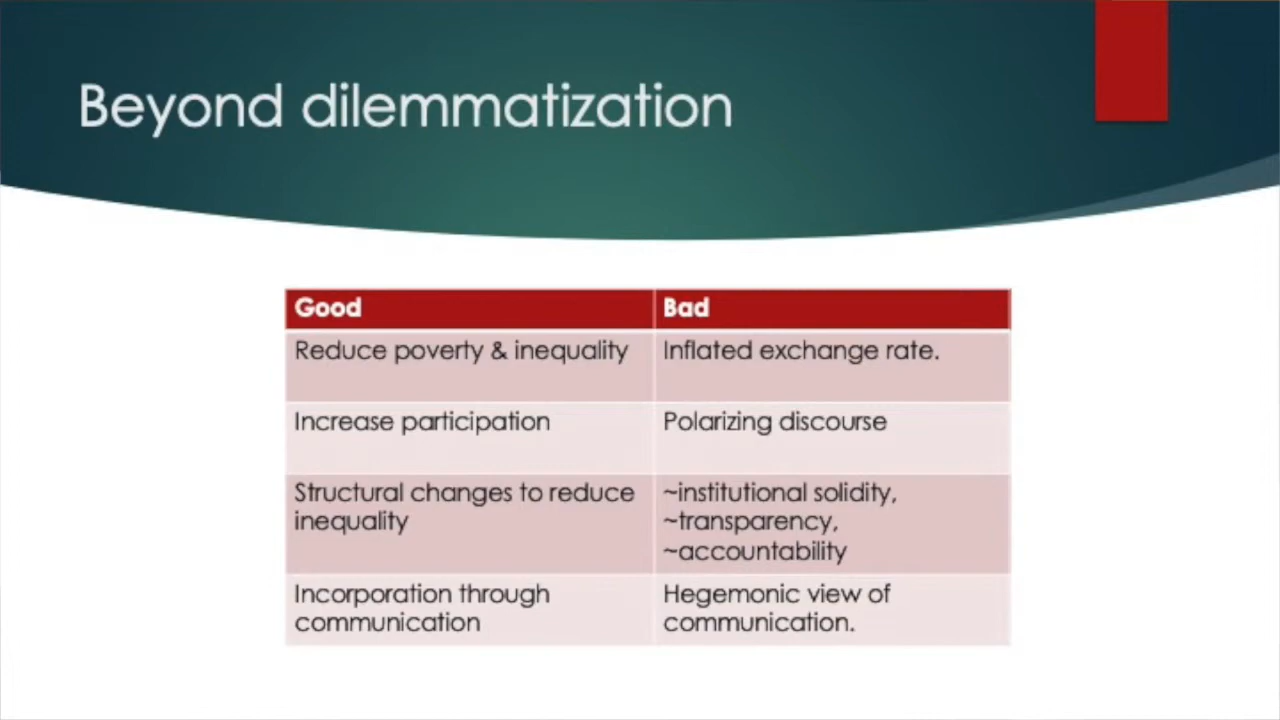 Beyond dilemmatization
Good
Bad
Reduce poverty & inequality
Inflated exchange rate.
Increase participation
Polarizing discourse
Structural changes to reduce
inequality
~institutional solidity,
~transparency,
~accountability
Incorporation through
communication
Hegemonic view of
communication.